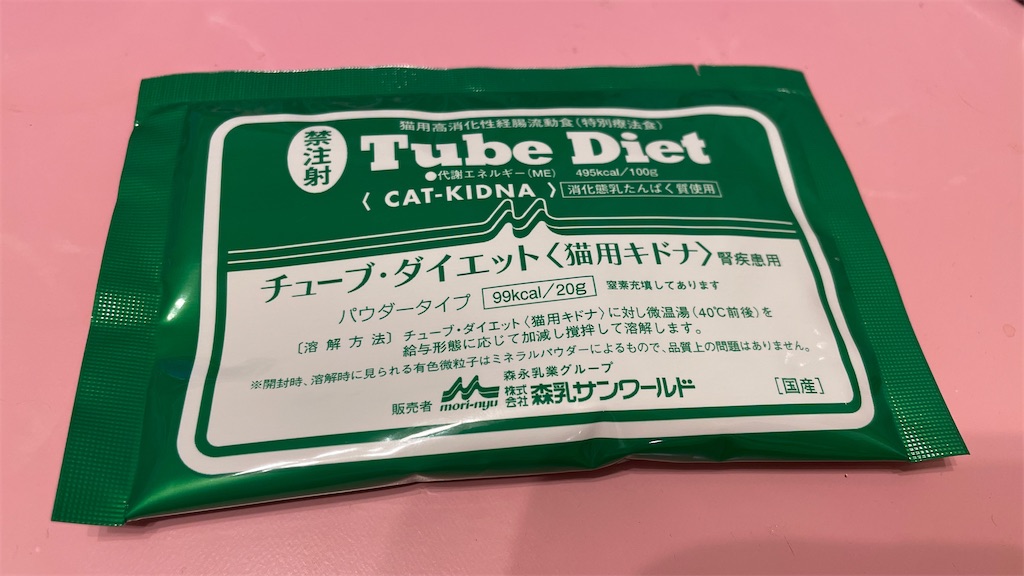 禁注射
猫用高消化性経腸流動食(特別療法食)
Tube Diet
●代謝エネルギー(ME) 495kcal/100g
〈 CAT-KIDNA 〉 消化態乳たんぱく質使用
チューブ・ダイエット〈猫用キドナ〉腎疾患用
パウダータイプ 99kcal/20g 窒素充填してあります
〔溶解方法〕チューブ・ダイエット〈猫用キドナ〉に対し微温湯(40℃前後)を
給与形態に応じて加減し撹拌して溶解します。
※開封時、溶解時に見られる有色微粒子はミネラルパウダーによるもので、品質上の問題はありません。
森永乳業グループ
販売者 mori-nyu 株式会社 森乳サンワールド [国産]